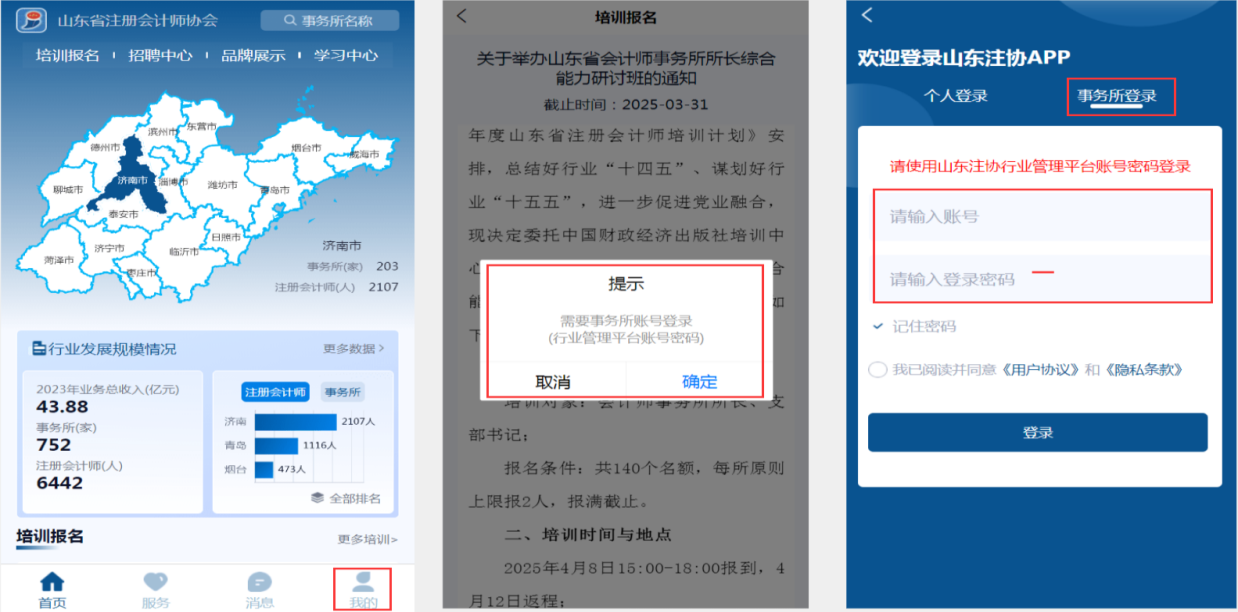 山东省注册会计师协会
事务所名称
培训报名
招聘中心
品牌展示
学习中心
滨州市
东营市
德州市
烟台市
威海市
济南市
淄博市
潍坊市
聊城市
青岛市
泰安市
日照市
济宁市
临沂市
菏泽市
枣庄市
济南市
事务所(家) 203
注册会计师(人) 2107
行业发展规模情况
更多数据>
2023年业务总收入(亿元)
43.88
事务所(家)
752
注册会计师(人)
6442
注册会计师
事务所
济南 2107人
青岛 1116人
烟台 473人
全部排名
培训报名
更多培训>
首页
服务
消息
我的
培训报名
关于举办山东省会计师事务所所长综合
能力研讨班的通知
截止时间：2025-03-31
年度山东省注册会计师培训计划》安
排，总结好行业“十四五”、谋划好行
业“十五五”，进一步促进党业融合，
现决定委托中国财政经济出版社培训中
心
合
能
如
下
提示
需要事务所账号登录
(行业管理平台账号密码)
取消
确定
培训对象：会计师事务所所长、支
部书记；
报名条件：共140个名额，每所原则
上限报2人，报满截止。
二、培训时间与地点
2025年4月8日15:00-18:00报到，4
月12日返程；
欢迎登录山东注协APP
个人登录
事务所登录
请使用山东注协行业管理平台账号密码登录
请输入账号
请输入登录密码
记住密码
我已阅读并同意《用户协议》和《隐私条款》
登录